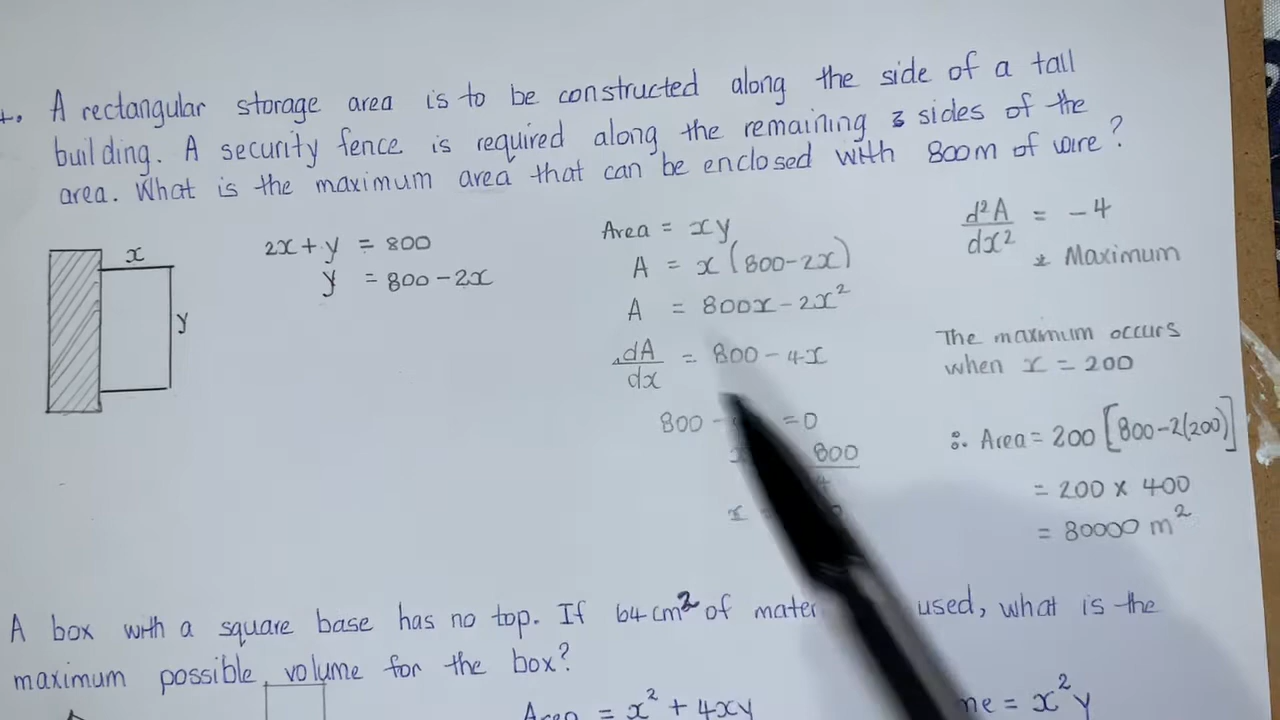 A rectangular storage area is to be constructed along the side of a tall
building. A security fence is required along the remaining 3 sides of the
area. What is the maximum area that can be enclosed with 800m of wire?
x
y
2x + y = 800
y = 800 - 2x
Area = xy
A = x(800-2x)
A = 800x - 2x²
dA/dx = 800 - 4x
800 - = 0
x 800
x
d²A/dx² = -4
Maximum
The maximum occurs
when x = 200
∴ Area = 200 [800-2(200)]
= 200 x 400
= 80000 m²
A box with a square base has no top. If 64cm² of used, what is the
maximum possible volume for the box?
Area = x² + 4xy
= x²y